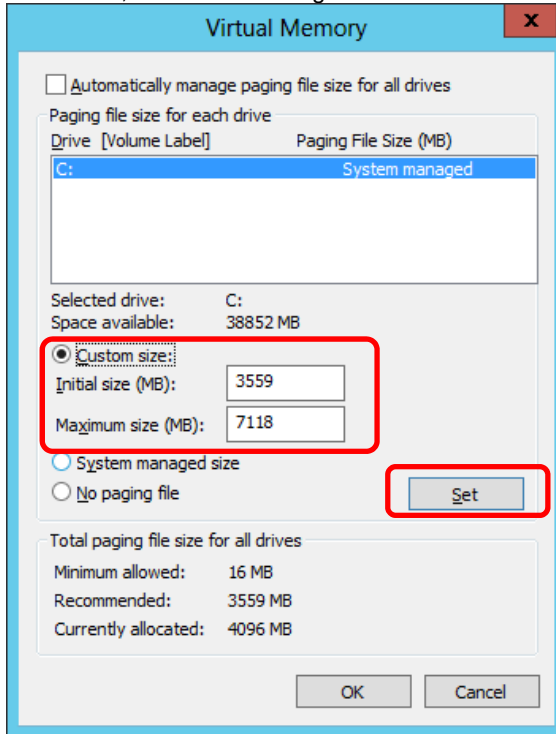 Virtual Memory
x
Automatically manage paging file size for all drives
Paging file size for each drive
Drive [Volume Label] Paging File Size (MB)
C: System managed
Selected drive: C:
Space available: 38852 MB
Custom size:
Initial size (MB): 3559
Maximum size (MB): 7118
System managed size
No paging file Set
Total paging file size for all drives
Minimum allowed: 16 MB
Recommended: 3559 MB
Currently allocated: 4096 MB
OK Cancel